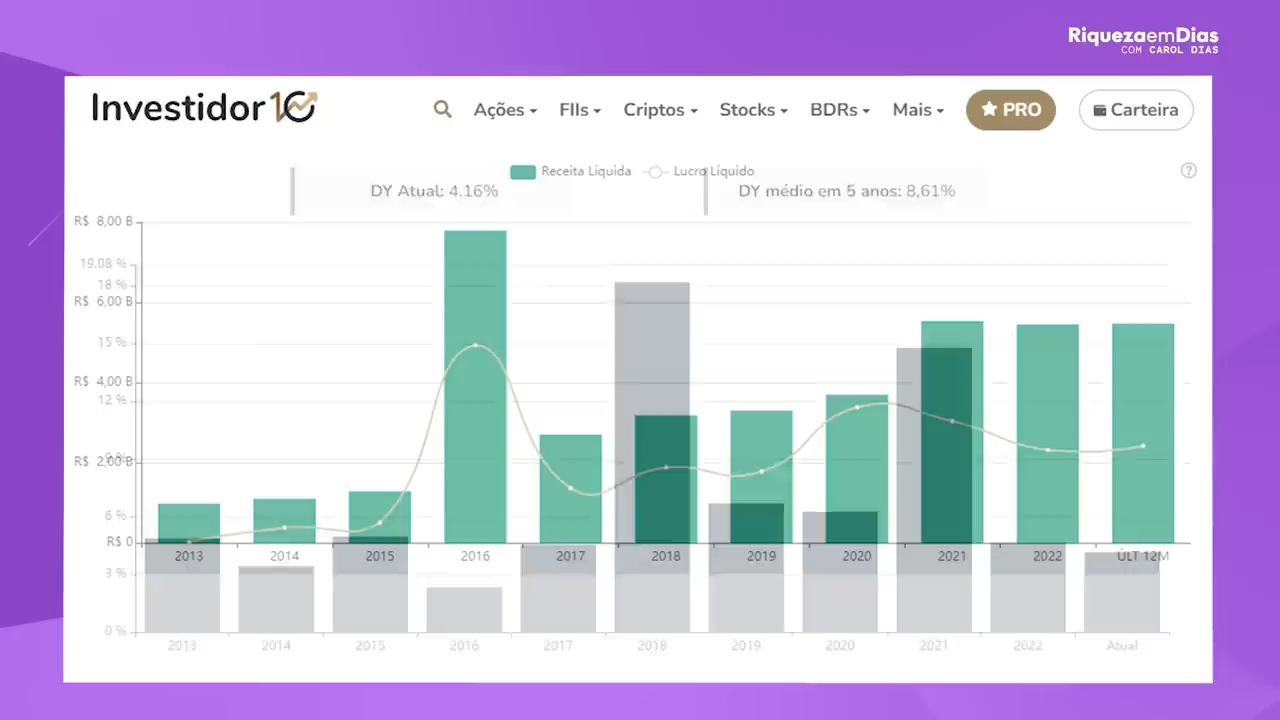 RiquezaemDias
COM CAROL DIAS
Investidor10
Ações
FIIs
Criptos
Stocks
BDRs
Mais
PRO
Carteira
Receita Líquida
Lucro Líquido
DY Atual: 4.16%
DY médio em 5 anos: 8,61%
R$ 8,00 B
19.08 %
18 %
R$ 6,00 B
15 %
R$ 4,00 B
12 %
R$ 2,00 B
6 %
R$ 0
2013 2014 2015 2016 2017 2018 2019 2020 2021 2022 ÚLT 12M
3 %
0 %
2013 2014 2015 2016 2017 2018 2019 2020 2021 2022 Atual